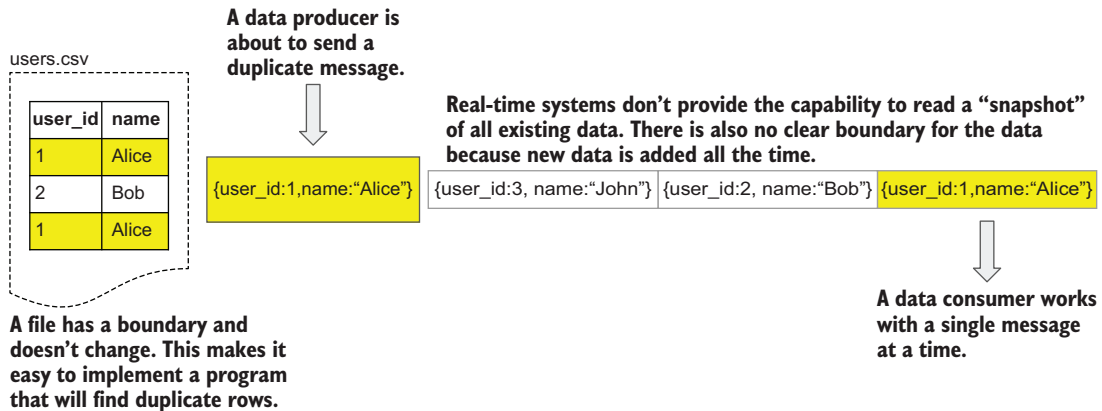 A data producer is
about to send a
duplicate message.
users.csv
user_id name
1 Alice
2 Bob
1 Alice
Real-time systems don’t provide the capability to read a “snapshot”
of all existing data. There is also no clear boundary for the data
because new data is added all the time.
{user_id:1,name:“Alice”} {user_id:3, name:“John”} {user_id:2, name:“Bob”} {user_id:1,name:“Alice”}
A file has a boundary and
doesn’t change. This makes it
easy to implement a program
that will find duplicate rows.
A data consumer works
with a single message
at a time.